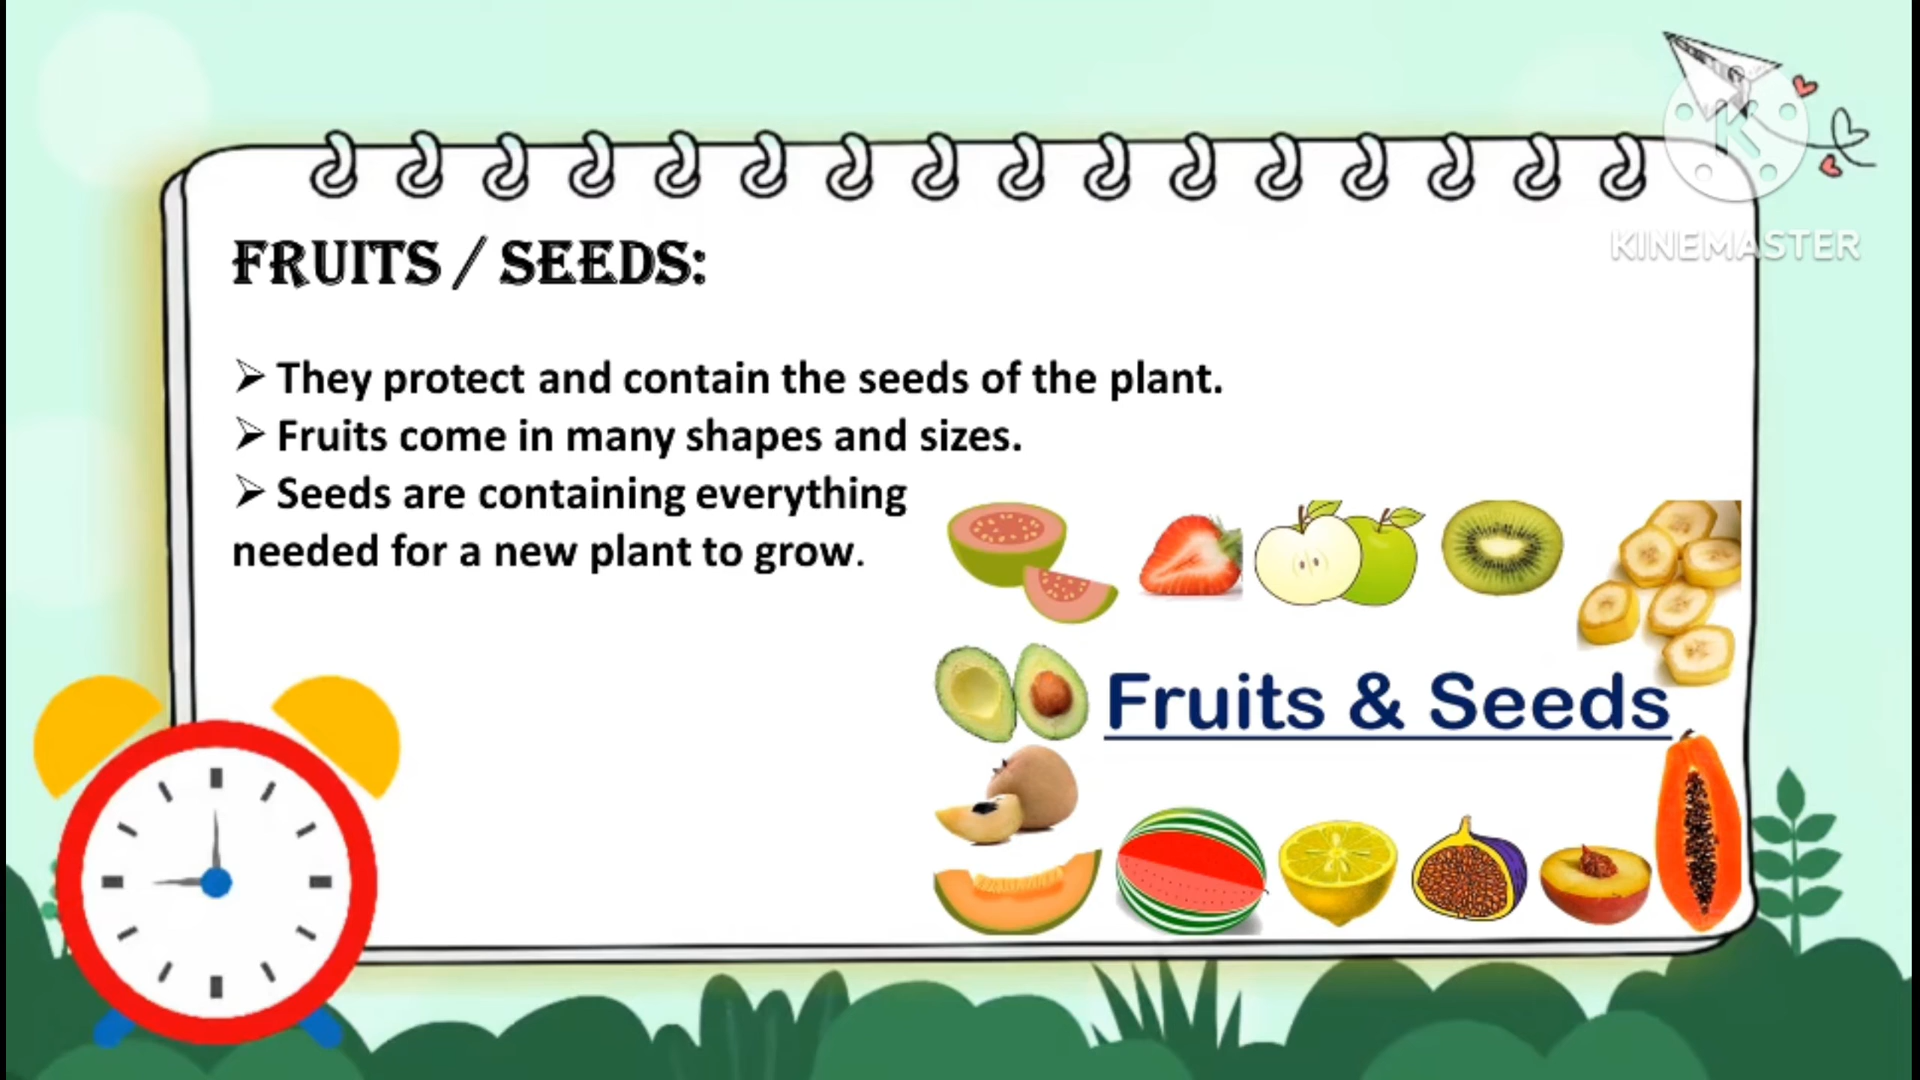 FRUITS / SEEDS:
➢ They protect and contain the seeds of the plant.
➢ Fruits come in many shapes and sizes.
➢ Seeds are containing everything
needed for a new plant to grow.
Fruits & Seeds
K
KINEMASTER